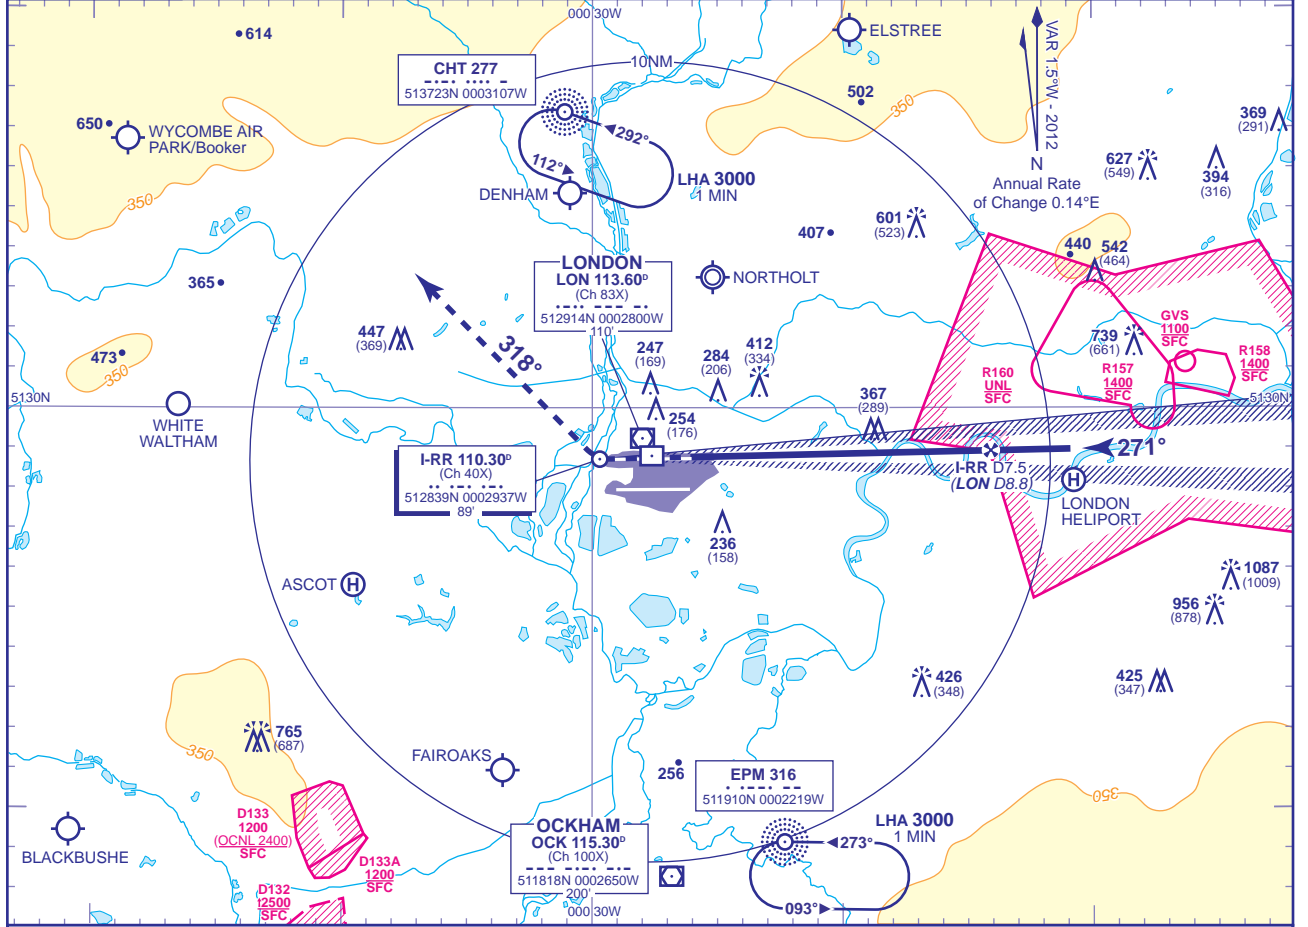 000 30W'
614
ELSTREE
CHT 277
513723N 0003107W
10NM
VAR 1.5°W - 2012
502
350
369
(291)
650
WYCOMBE AIR
PARK/Booker
292°
112°
627
(549)
394
(316)
N
Annual Rate
of Change 0.14°E
DENHAM
LHA 3000
1 MIN
350
601
(523)
407
440
542
(464)
LONDON
LON 113.60D
(Ch 83X)
512914N 0002800W
110'
NORTHOLT
365
447
(369)
318°
247
(169)
284
(206)
412
(334)
739
(661)
GVS
1100
SFC
R158
1400
SFC
473
350
R160
UNL
SFC
R157
1400
SFC
5130N
5130N
367
(289)
254
(176)
WHITE
WALTHAM
I-RR 110.30D
(Ch 40X)
512839N 0002937W
89'
271°
I-RR D7.5
(LON D8.8)
LONDON
HELIPORT
H
236
(158)
ASCOT
H
1087
(1009)
956
(878)
426
(348)
425
(347)
765
(687)
350
FAIROAKS
256
EPM 316
511910N 0002219W
350
D133
1200
(OCNL 2400)
SFC
OCKHAM
OCK 115.30D
(Ch 100X)
511818N 0002650W
200'
LHA 3000
1 MIN
273°
093°
BLACKBUSHE
D133A
1200
SFC
D132
12500
SFC
000 30W'